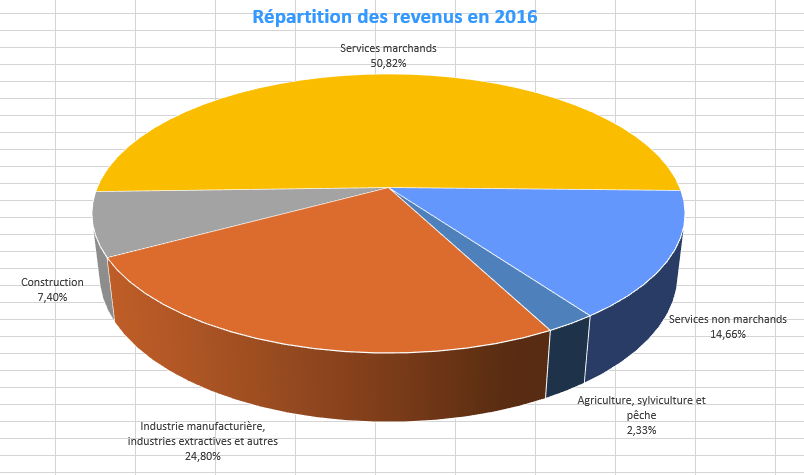 Répartition des revenus en 2016
Services marchands
50,82%
Construction
7,40%
Services non marchands
14,66%
Agriculture, sylviculture et
pêche
2,33%
Industrie manufacturière,
industries extractives et autres
24,80%